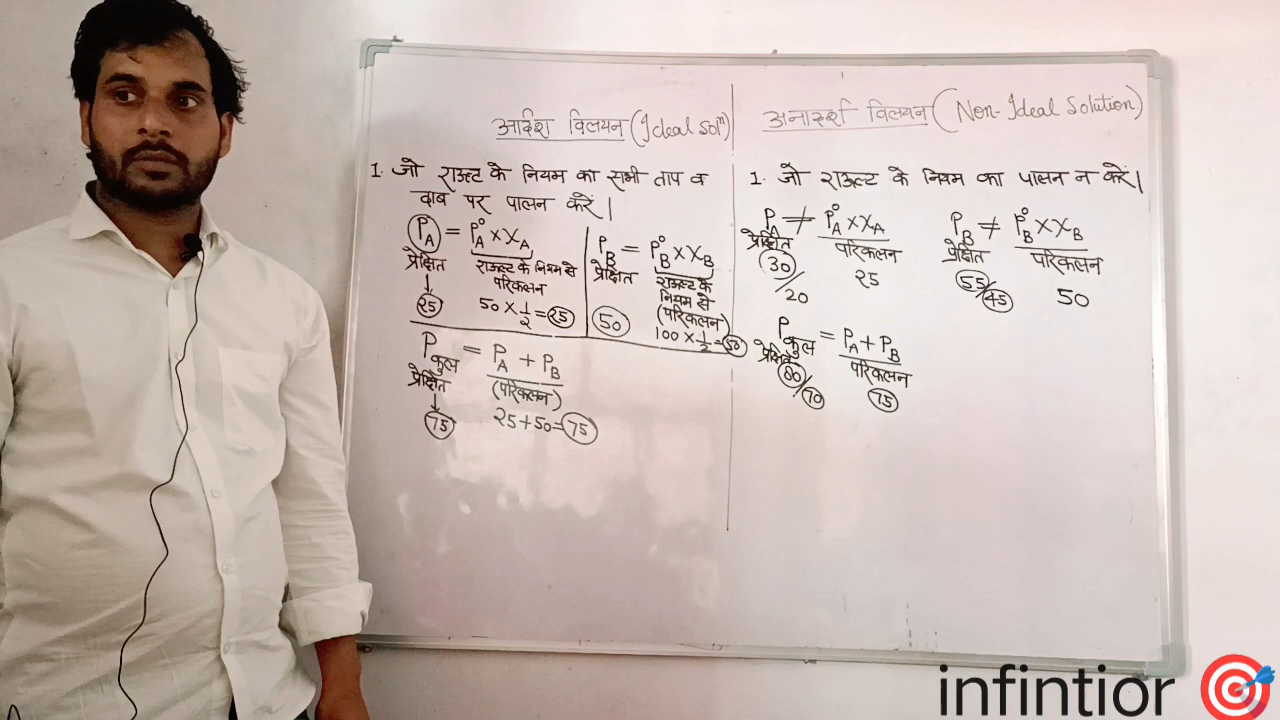 आदर्श विलयन (Ideal Solⁿ)
1. जो राऊल्ट के नियम का सभी ताप व
दाब पर पालन करें |
P_A = P°_A × X_A
प्रेक्षित राऊल्ट के नियम से
परिकलन
↓
25 50 × 1/2 = 25
P_B = P°_B × X_B
प्रेक्षित राऊल्ट के
नियम से
(परिकलन)
50 100 × 1/2 = 50
P कुल = P_A + P_B
प्रेक्षित (परिकलन)
↓
75 25 + 50 = 75
अनादर्श विलयन (Non-Ideal Solution)
1. जो राऊल्ट के नियम का पालन न करें |
P_A ≠ P°_A × X_A
प्रेक्षित परिकलन
30/20 25
P_B ≠ P°_B × X_B
प्रेक्षित परिकलन
55/45 50
P कुल = P_A + P_B
प्रेक्षित परिकलन
80/70 75
infintior